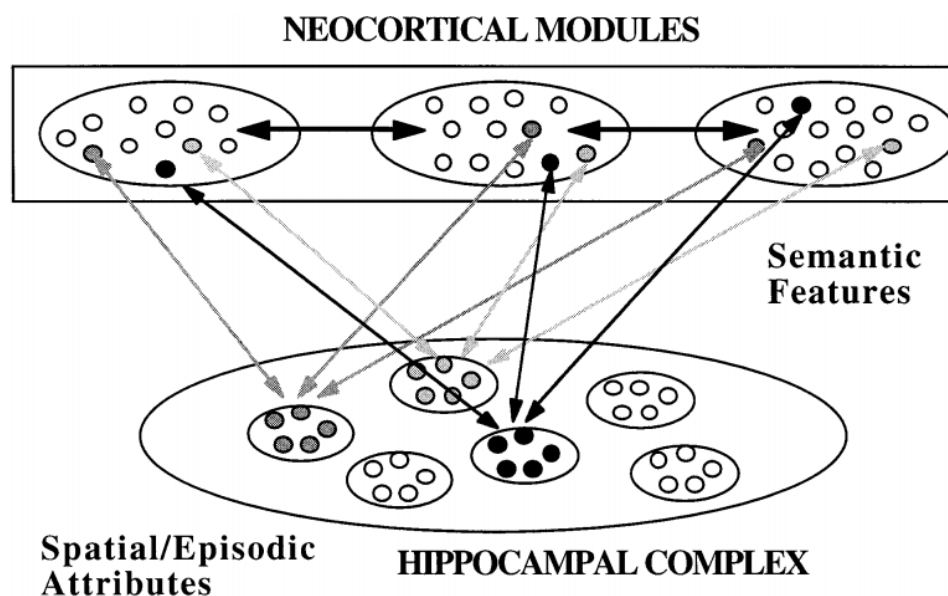 NEOCORTICAL MODULES
Semantic
Features
Spatial/Episodic
Attributes
HIPPOCAMPAL COMPLEX